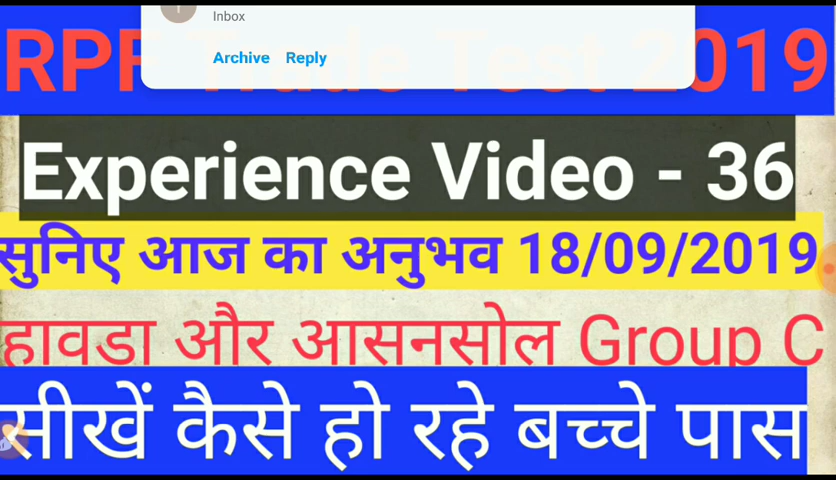 Inbox
Archive Reply
RPF Trade Test 2019
Experience Video - 36
सुनिए आज का अनुभव 18/09/2019
हावडा और आसनसोल Group C
सीखें कैसे हो रहे बच्चे पास